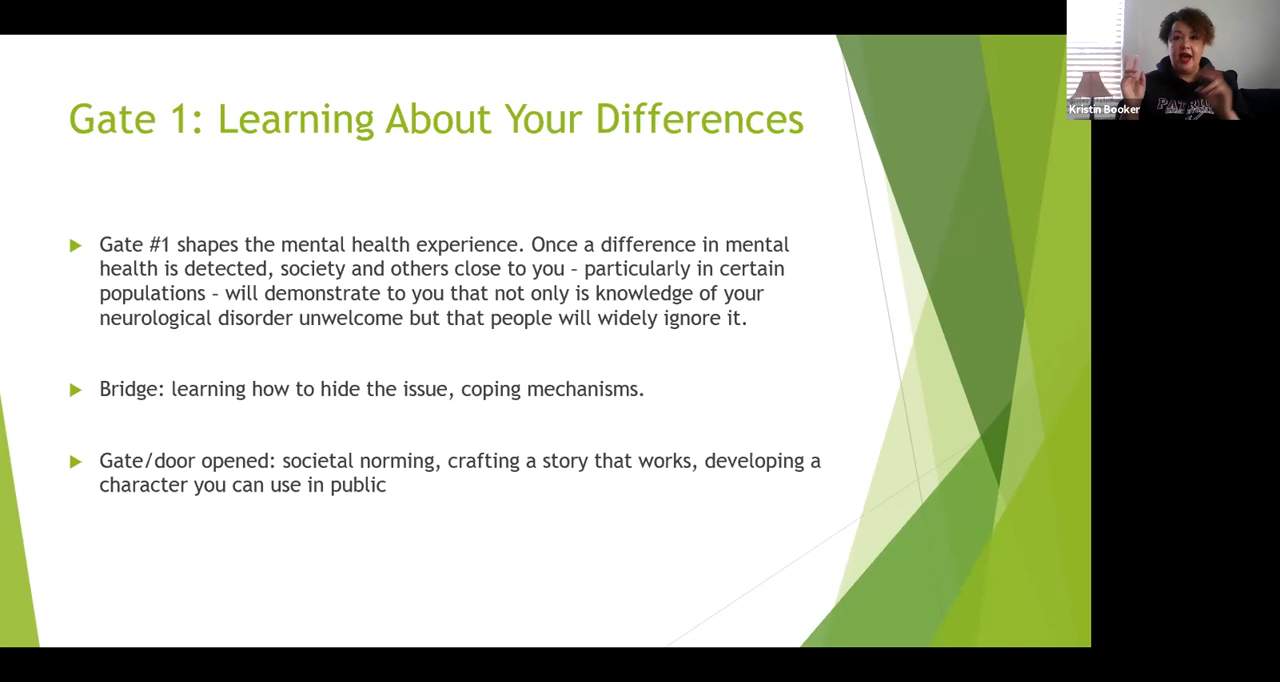 Gate 1: Learning About Your Differences
Gate #1 shapes the mental health experience. Once a difference in mental
health is detected, society and others close to you – particularly in certain
populations – will demonstrate to you that not only is knowledge of your
neurological disorder unwelcome but that people will widely ignore it.
Bridge: learning how to hide the issue, coping mechanisms.
Gate/door opened: societal norming, crafting a story that works, developing a
character you can use in public
Kristin Booker